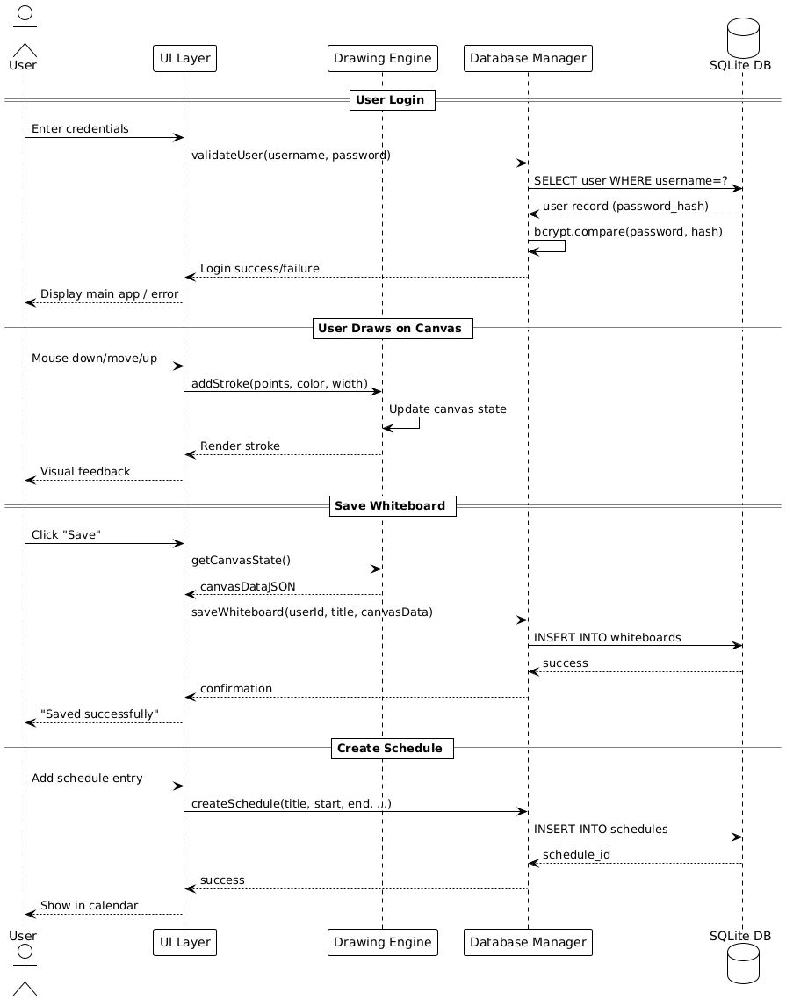 User
UI Layer
Drawing Engine
Database Manager
SQLite DB
User Login
Enter credentials
validateUser(username, password)
SELECT user WHERE username=?
user record (password_hash)
bcrypt.compare(password, hash)
Login success/failure
Display main app / error
User Draws on Canvas
Mouse down/move/up
addStroke(points, color, width)
Update canvas state
Render stroke
Visual feedback
Save Whiteboard
Click "Save"
getCanvasState()
canvasDataJSON
saveWhiteboard(userId, title, canvasData)
INSERT INTO whiteboards
success
confirmation
"Saved successfully"
Create Schedule
Add schedule entry
createSchedule(title, start, end, ...)
INSERT INTO schedules
schedule_id
success
Show in calendar
User
UI Layer
Drawing Engine
Database Manager
SQLite DB